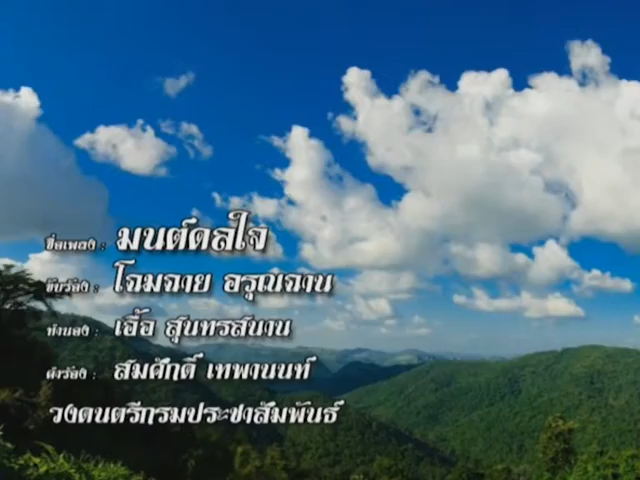 ชื่อเพลง : มนต์ดลใจ
ขับร้อง : โฉมฉาย อรุณฉาน
ทำนอง : เอื้อ สุนทรสนาน
คำร้อง : สมศักดิ์ เทพานนท์
วงดนตรีกรมประชาสัมพันธ์